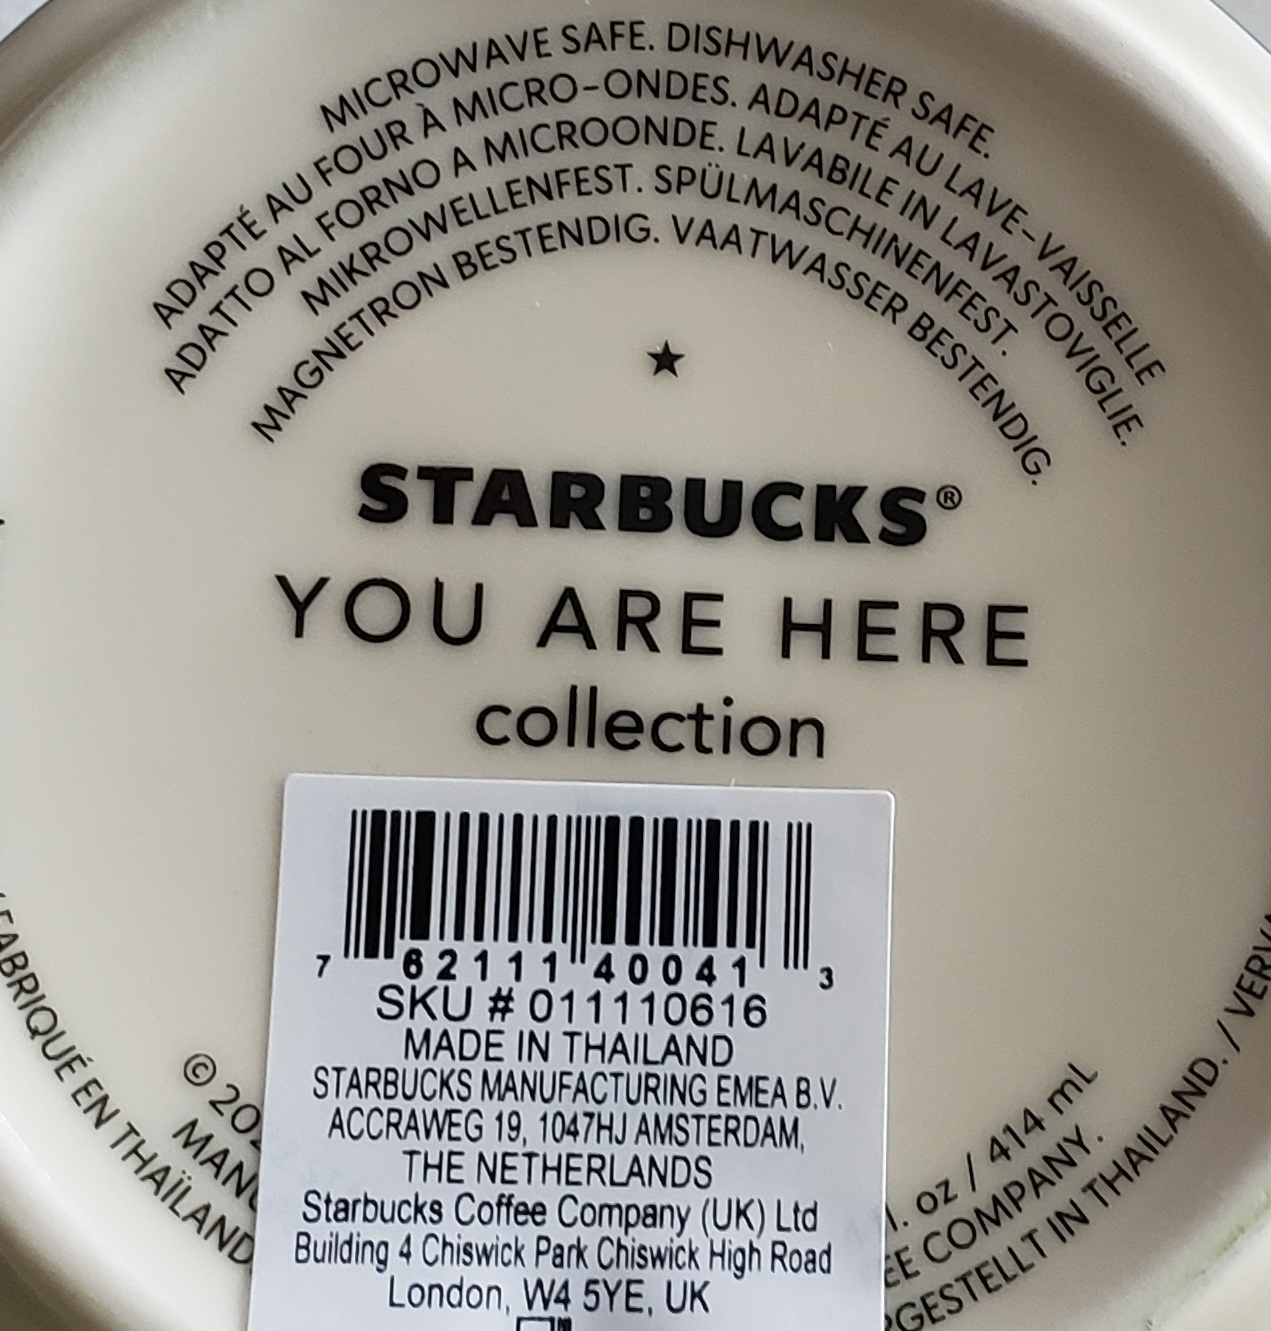 MICROWAVE SAFE. DISHWASHER SAFE.
ADAPTÉ AU FOUR À MICRO-ONDES. ADAPTÉ AU LAVE-VAISSELLE
ADATTO AL FORNO A MICROONDE. LAVABILE IN LAVASTOVIGLIE.
MIKROWELLENFEST. SPÜLMASCHINENFEST.
MAGNETRON BESTENDIG. VAATWASSER BESTENDIG.
★
STARBUCKS®
YOU ARE HERE
collection
7 62111 40041 3
SKU # 011110616
MADE IN THAILAND
STARBUCKS MANUFACTURING EMEA B.V.
ACCRAWEG 19, 1047HJ AMSTERDAM,
THE NETHERLANDS
Starbucks Coffee Company (UK) Ltd
Building 4 Chiswick Park Chiswick High Road
London, W4 5YE, UK
© 202
oz / 414 mL
COMPANY.
FABRIQUÉ EN THAÏLAND
GESTELLT IN THAILAND. /